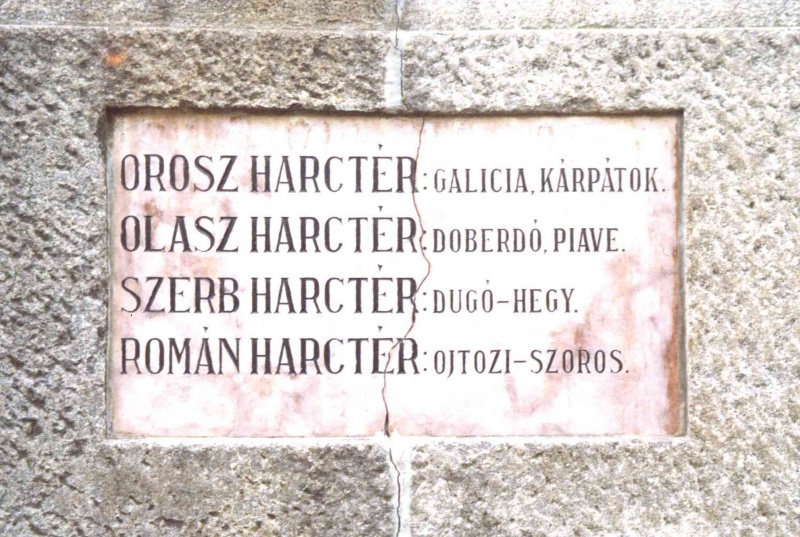 OROSZ HARCTÉR: GALICIA, KÁRPÁTOK.
OLASZ HARCTÉR: DOBERDÓ, PIAVE.
SZERB HARCTÉR: DUGÓ-HEGY.
ROMÁN HARCTÉR: OJTOZI-SZOROS.